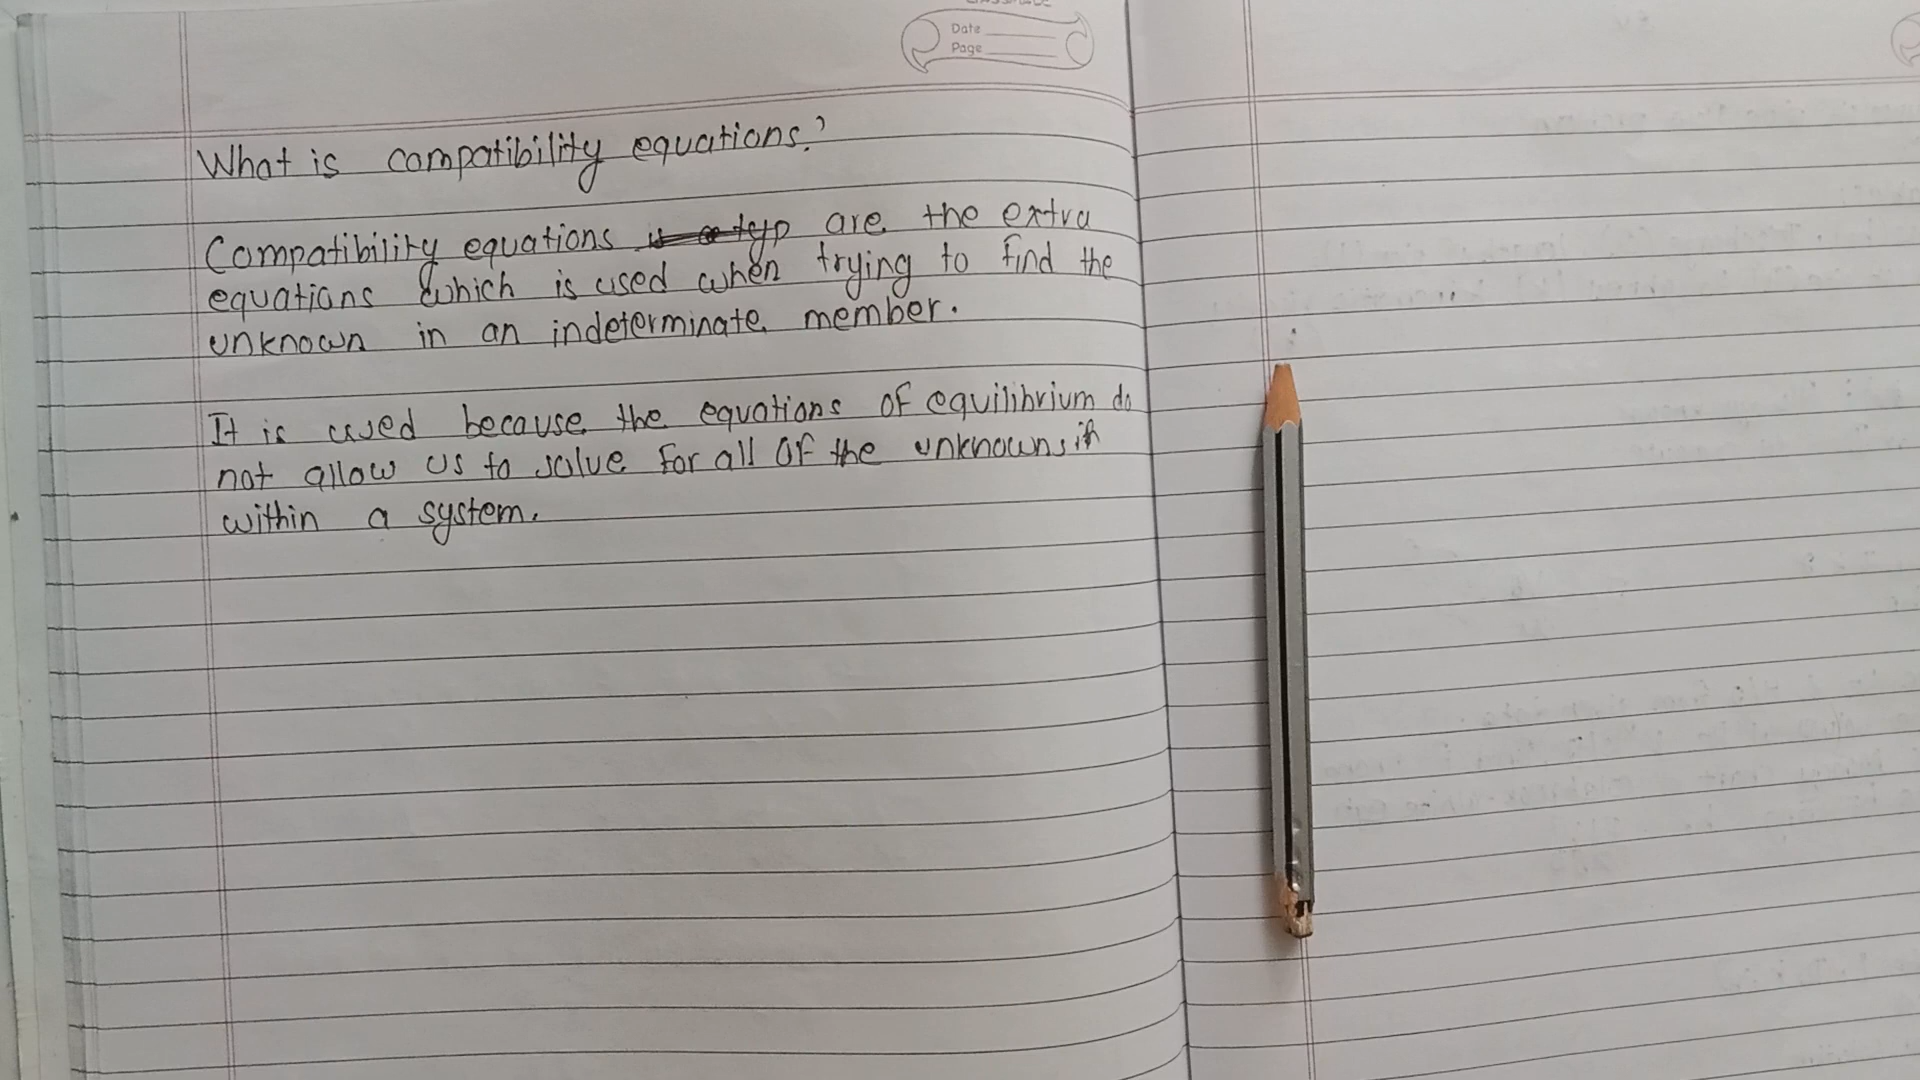 Date
Page
What is compatibility equations?
Compatibility equations are the extra
equations which is used when trying to find the
unknown in an indeterminate member.
It is used because the equations of equilibrium do
not allow us to solve for all of the unknowns
within a system.